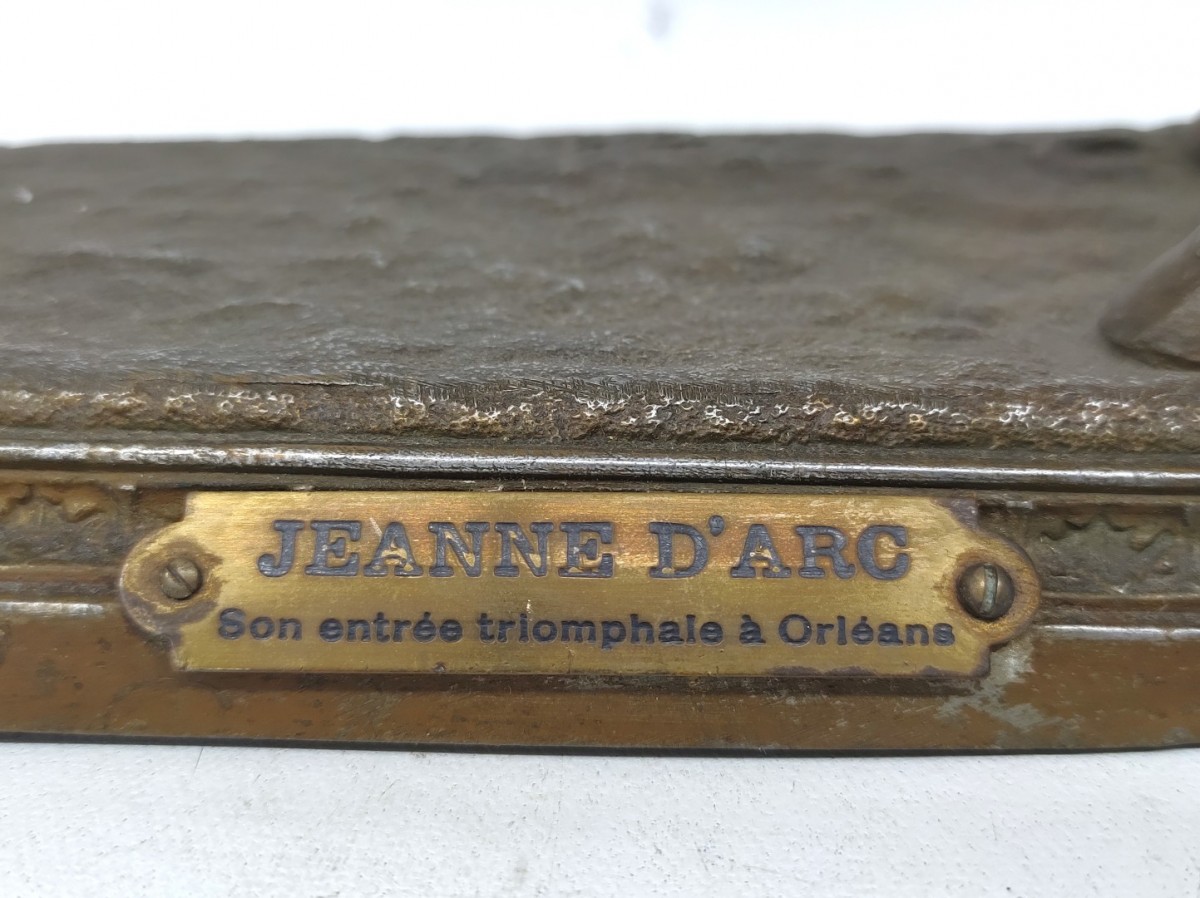 JEANNE D'ARC
Son entrée triomphale à Orléans